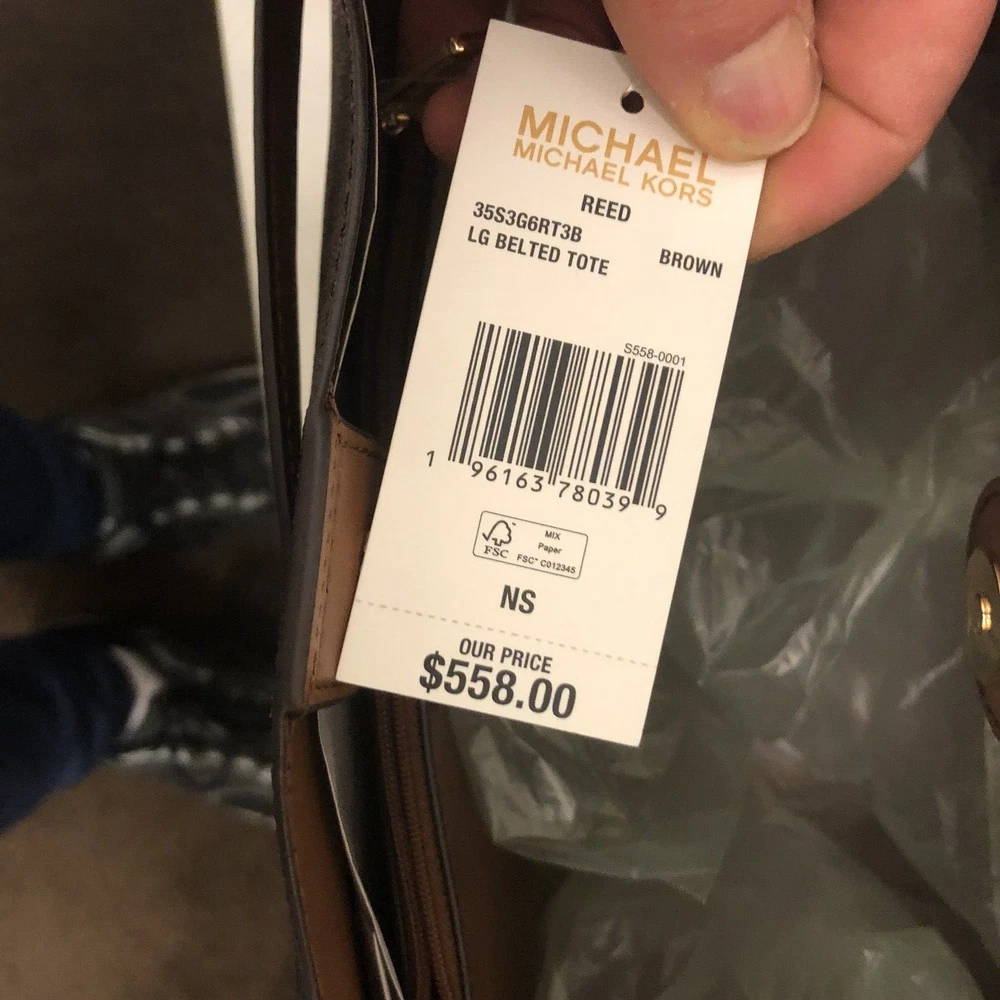 MICHAEL
MICHAEL KORS
REED
35S3G6RT3B
LG BELTED TOTE BROWN
S558-0001
1 96163 78039 9
FSC
MIX
Paper
FSC™ C012345
NS
OUR PRICE
$558.00